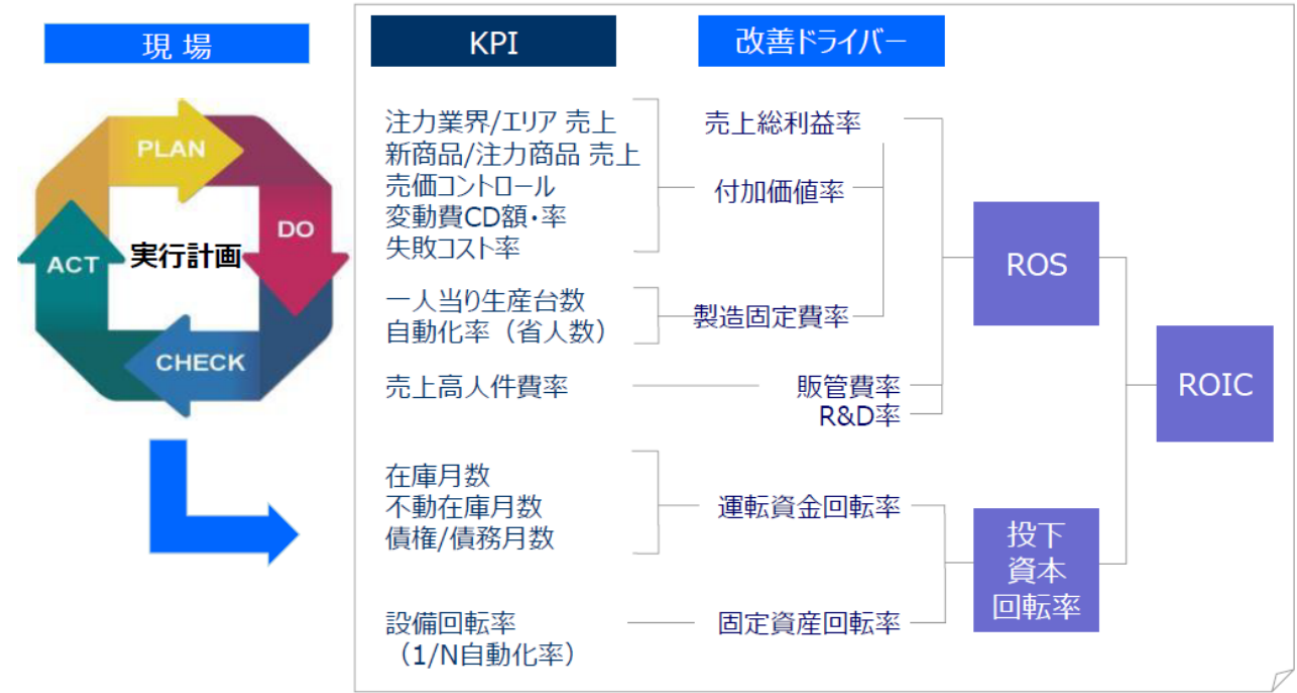 現 場
PLAN
DO
CHECK
ACT
実行計画
KPI
改善ドライバー
注力業界/エリア 売上
新商品/注力商品 売上
売価コントロール
変動費CD額・率
失敗コスト率
一人当り生産台数
自動化率（省人数）
売上高人件費率
在庫月数
不動在庫月数
債権/債務月数
設備回転率
（1/N自動化率）
売上総利益率
付加価値率
製造固定費率
販管費率
R&D率
運転資金回転率
固定資産回転率
ROS
投下
資本
回転率
ROIC